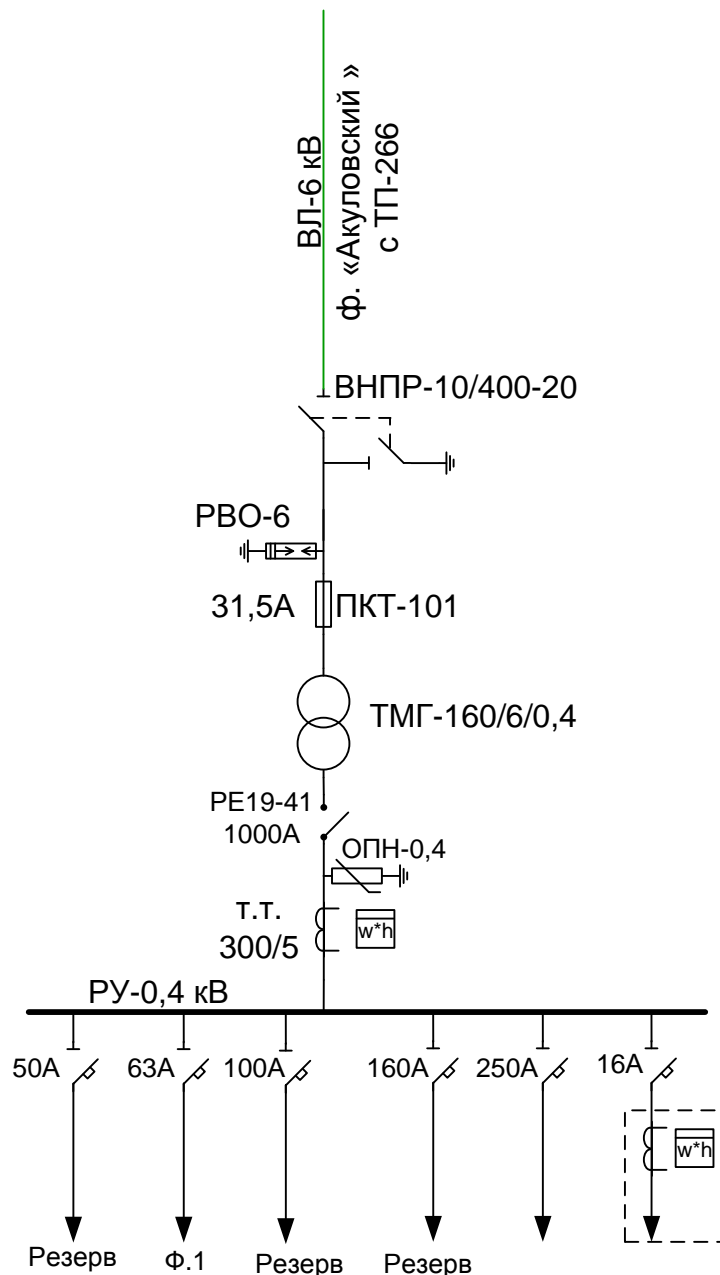 ВЛ-6 кВ
ф. «Акуловский »
с ТП-266
ВНПР-10/400-20
РВО-6
31,5А
ПКТ-101
ТМГ-160/6/0,4
РЕ19-41
1000А
ОПН-0,4
т.т.
300/5
w*h
РУ-0,4 кВ
50А
63А
100А
160А
250А
16А
w*h
Резерв
Ф.1
Резерв
Резерв